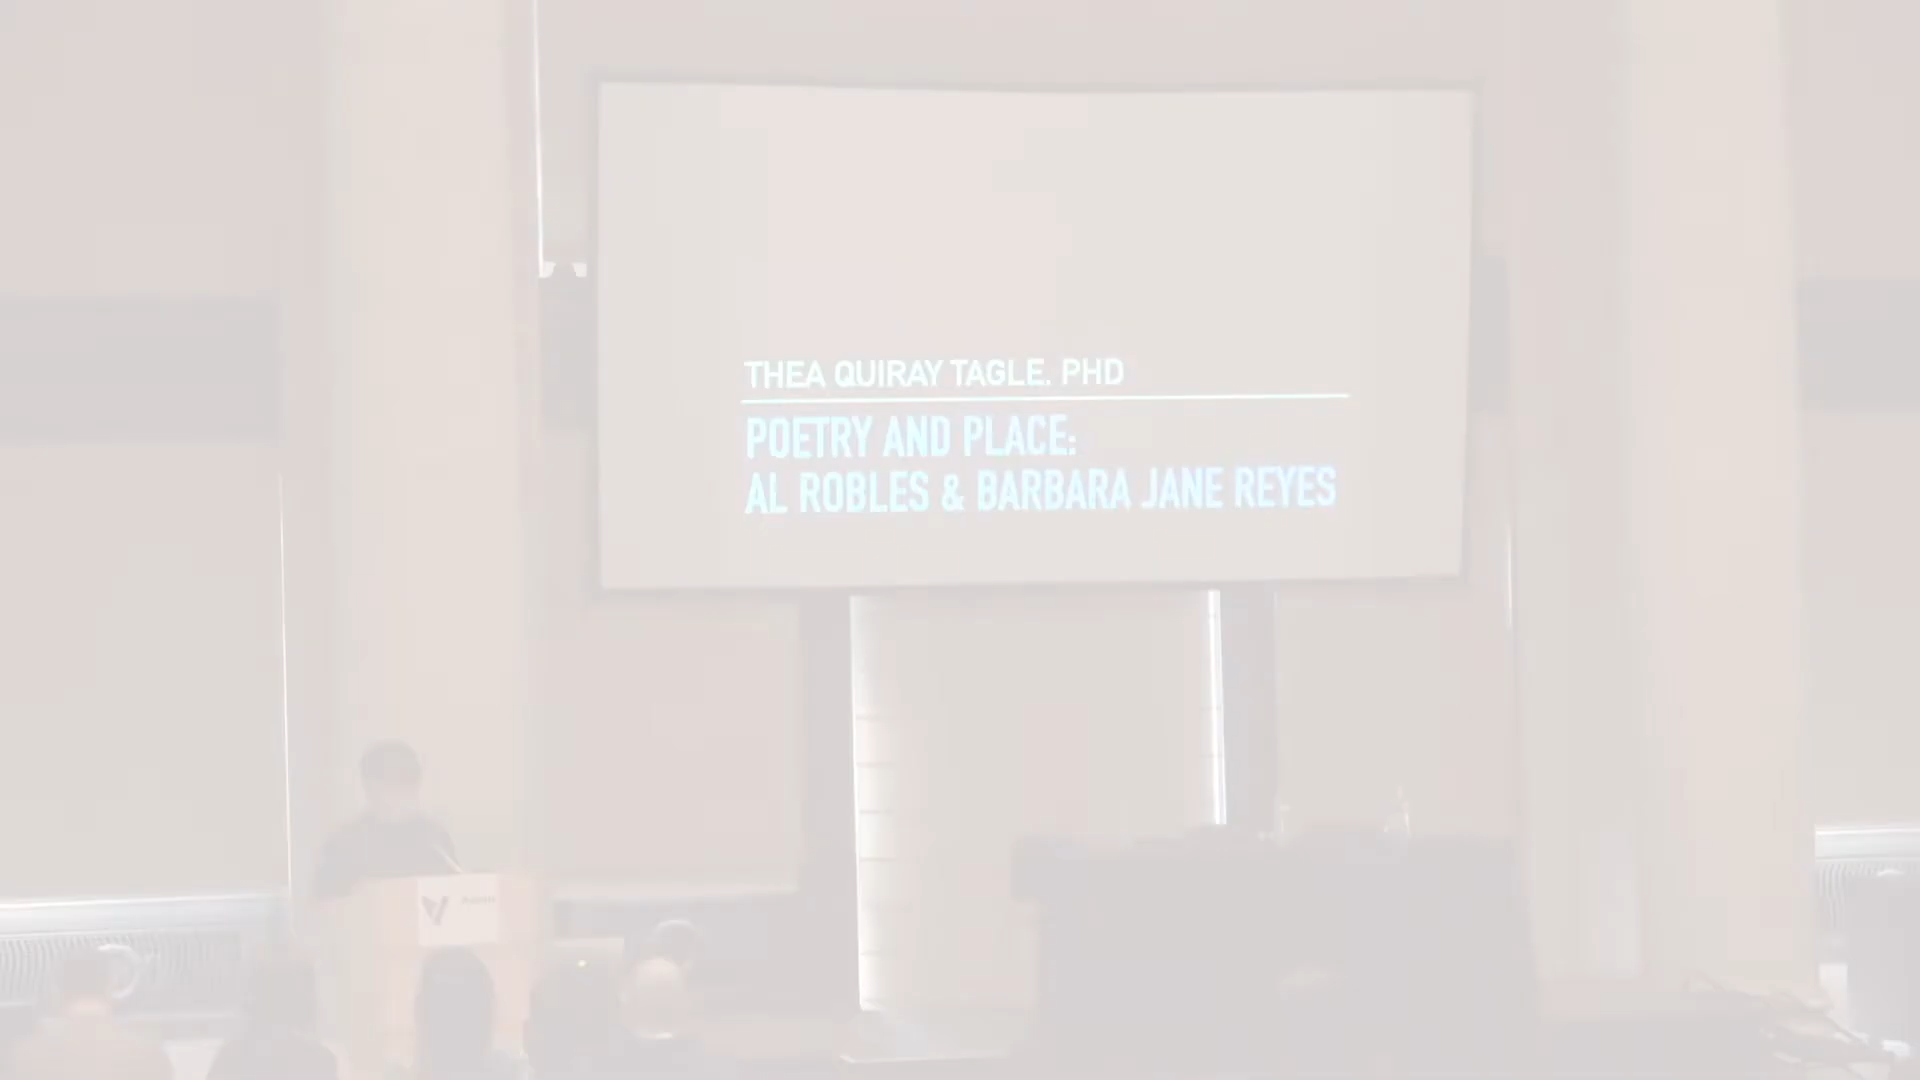 THEA QUIRAY TAGLE, PHD
POETRY AND PLACE:
AL ROBLES & BARBARA JANE REYES